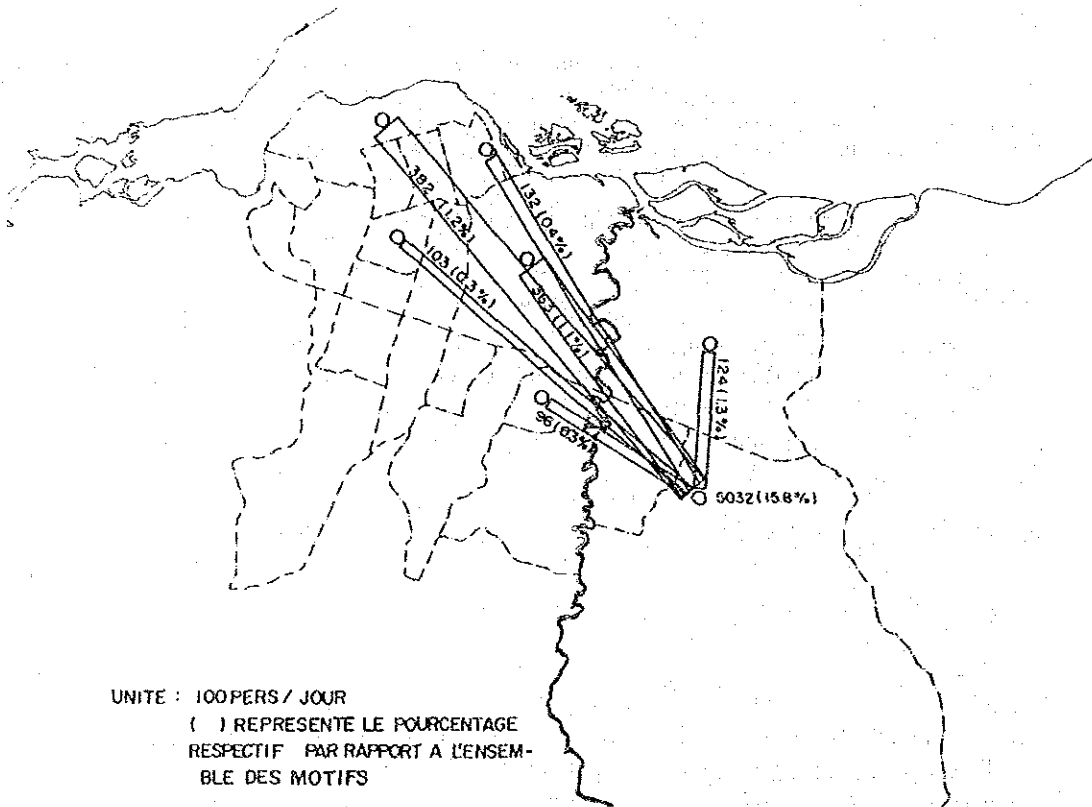 382 (1.2%)
132 (0.4%)
103 (0.3%)
363 (1.1%)
124 (1.3%)
96 (0.3%)
5032 (15.8%)
UNITE : 100 PERS / JOUR
( ) REPRESENTE LE POURCENTAGE
RESPECTIF PAR RAPPORT A L'ENSEM-
BLE DES MOTIFS